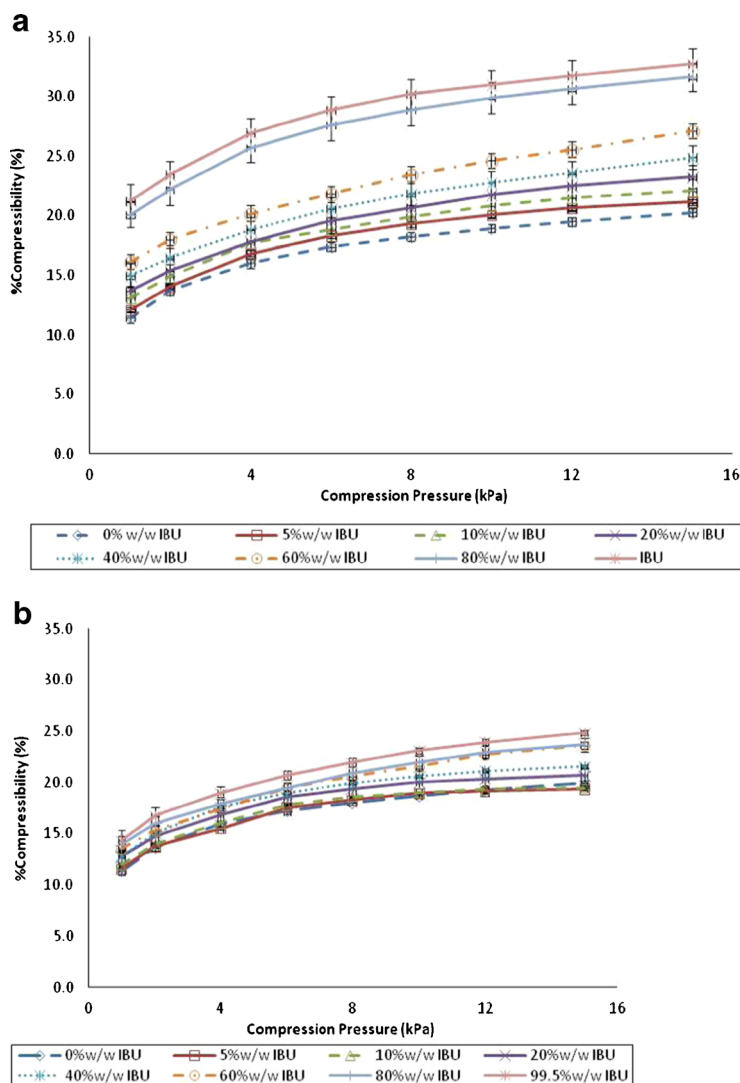 a
35.0
30.0
25.0
20.0
15.0
10.0
5.0
0.0
%Compressibility (%)
0 4 8 12 16
Compression Pressure (kPa)
0% w/w IBU 5%w/w IBU 10%w/w IBU 20%w/w IBU
40%w/w IBU 60%w/w IBU 80%w/w IBU IBU
b
35.0
30.0
25.0
20.0
15.0
10.0
5.0
0.0
%Compressibility (%)
0 4 8 12 16
Compression Pressure (kPa)
0%w/w IBU 5%w/w IBU 10%w/w IBU 20%w/w IBU
40%w/w IBU 60%w/w IBU 80%w/w IBU 99.5%w/w IBU